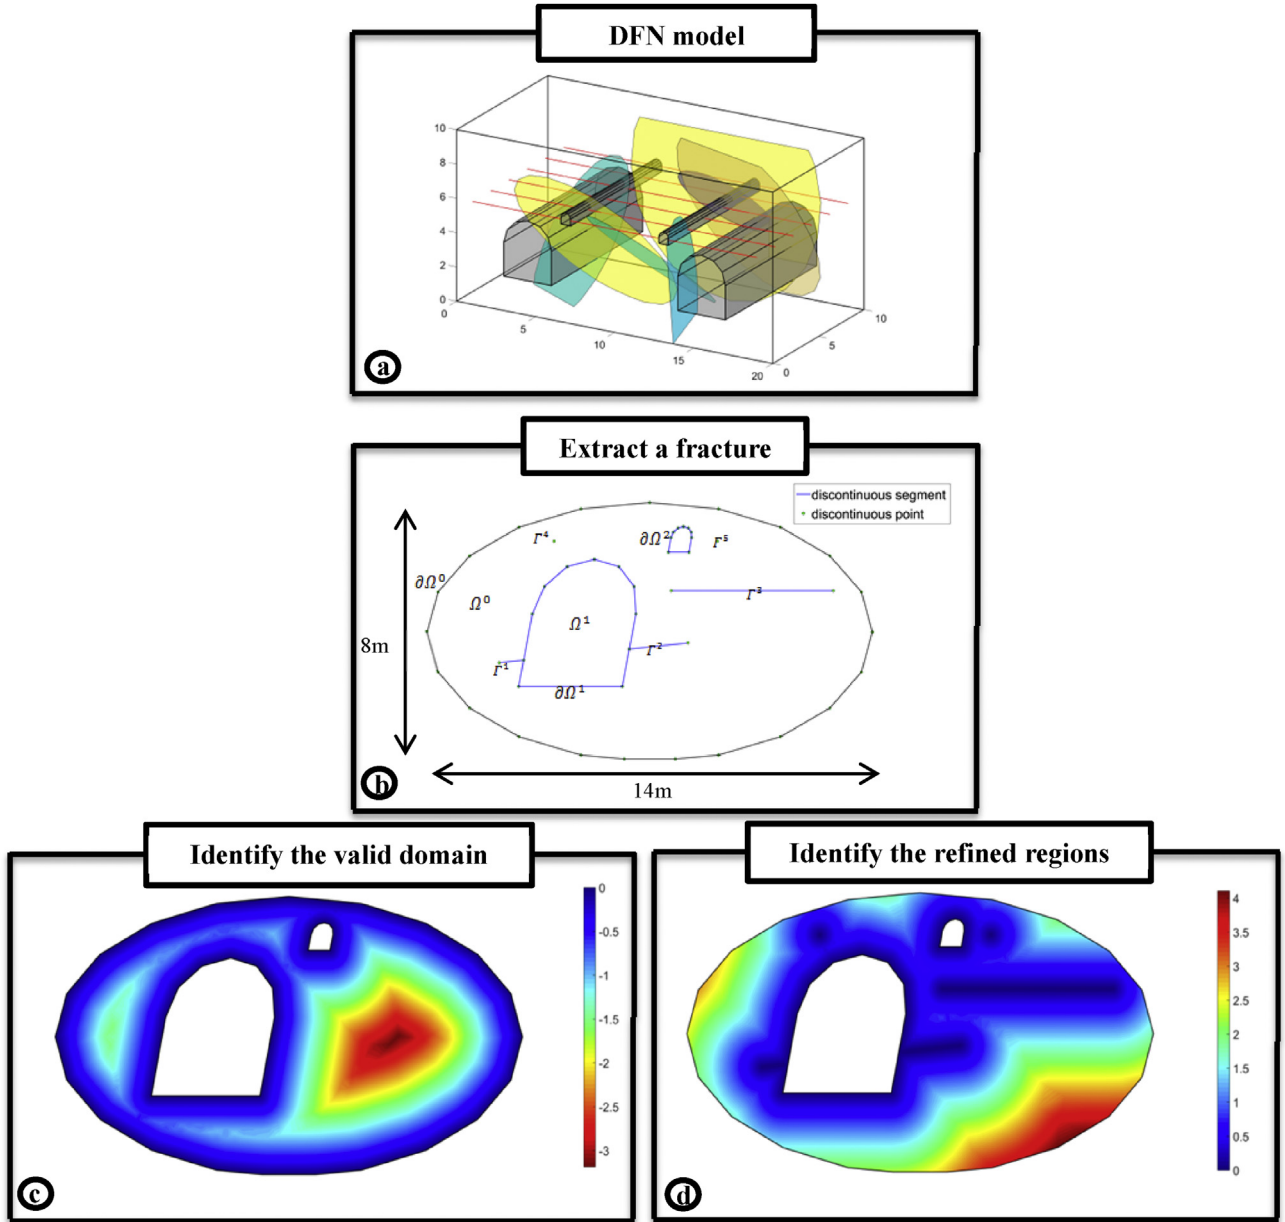 DFN model
10
8
6
4
2
0
0
5
10
15
20
0
5
10
a
Extract a fracture
discontinuous segment
discontinuous point
Γ⁴
∂Ω²
Γ⁵
∂Ω⁰
Ω⁰
Γ³
Ω¹
8m
Γ²
Γ¹
∂Ω¹
14m
b
Identify the valid domain
0
-0.5
-1
-1.5
-2
-2.5
-3
c
Identify the refined regions
4
3.5
3
2.5
2
1.5
1
0.5
0
d